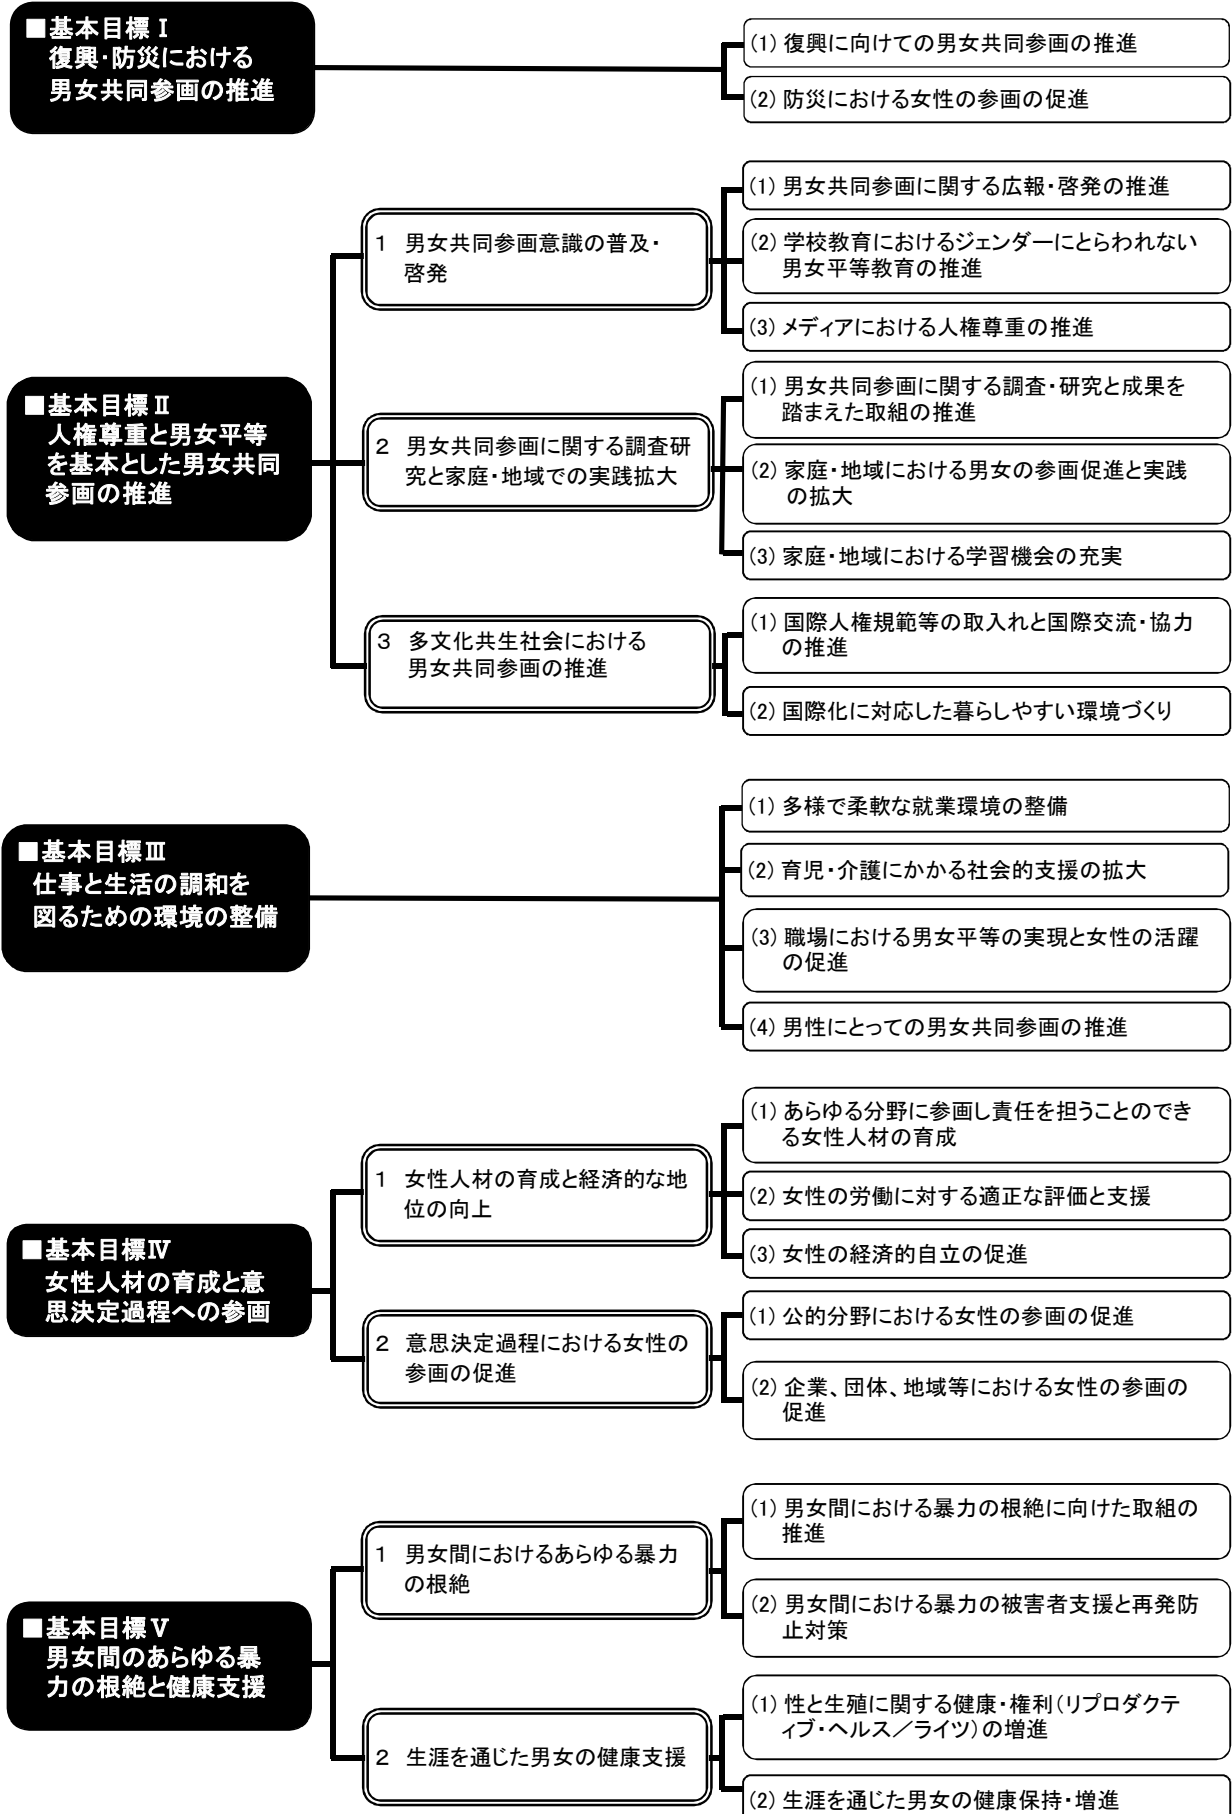 ■基本目標Ⅰ
復興・防災における
男女共同参画の推進
(1) 復興に向けての男女共同参画の推進
(2) 防災における女性の参画の促進
■基本目標Ⅱ
人権尊重と男女平等
を基本とした男女共同
参画の推進
1 男女共同参画意識の普及・
啓発
(1) 男女共同参画に関する広報・啓発の推進
(2) 学校教育におけるジェンダーにとらわれない
男女平等教育の推進
(3) メディアにおける人権尊重の推進
2 男女共同参画に関する調査研
究と家庭・地域での実践拡大
(1) 男女共同参画に関する調査・研究と成果を
踏まえた取組の推進
(2) 家庭・地域における男女の参画促進と実践
の拡大
(3) 家庭・地域における学習機会の充実
3 多文化共生社会における
男女共同参画の推進
(1) 国際人権規範等の取入れと国際交流・協力
の推進
(2) 国際化に対応した暮らしやすい環境づくり
■基本目標Ⅲ
仕事と生活の調和を
図るための環境の整備
(1) 多様で柔軟な就業環境の整備
(2) 育児・介護にかかる社会的支援の拡大
(3) 職場における男女平等の実現と女性の活躍
の促進
(4) 男性にとっての男女共同参画の推進
■基本目標Ⅳ
女性人材の育成と意
思決定過程への参画
1 女性人材の育成と経済的な地
位の向上
(1) あらゆる分野に参画し責任を担うことのでき
る女性人材の育成
(2) 女性の労働に対する適正な評価と支援
(3) 女性の経済的自立の促進
2 意思決定過程における女性の
参画の促進
(1) 公的分野における女性の参画の促進
(2) 企業、団体、地域等における女性の参画の
促進
■基本目標Ⅴ
男女間のあらゆる暴
力の根絶と健康支援
1 男女間におけるあらゆる暴力
の根絶
(1) 男女間における暴力の根絶に向けた取組の
推進
(2) 男女間における暴力の被害者支援と再発防
止対策
2 生涯を通じた男女の健康支援
(1) 性と生殖に関する健康・権利(リプロダクテ
ィブ・ヘルス/ライツ)の増進
(2) 生涯を通じた男女の健康保持・増進